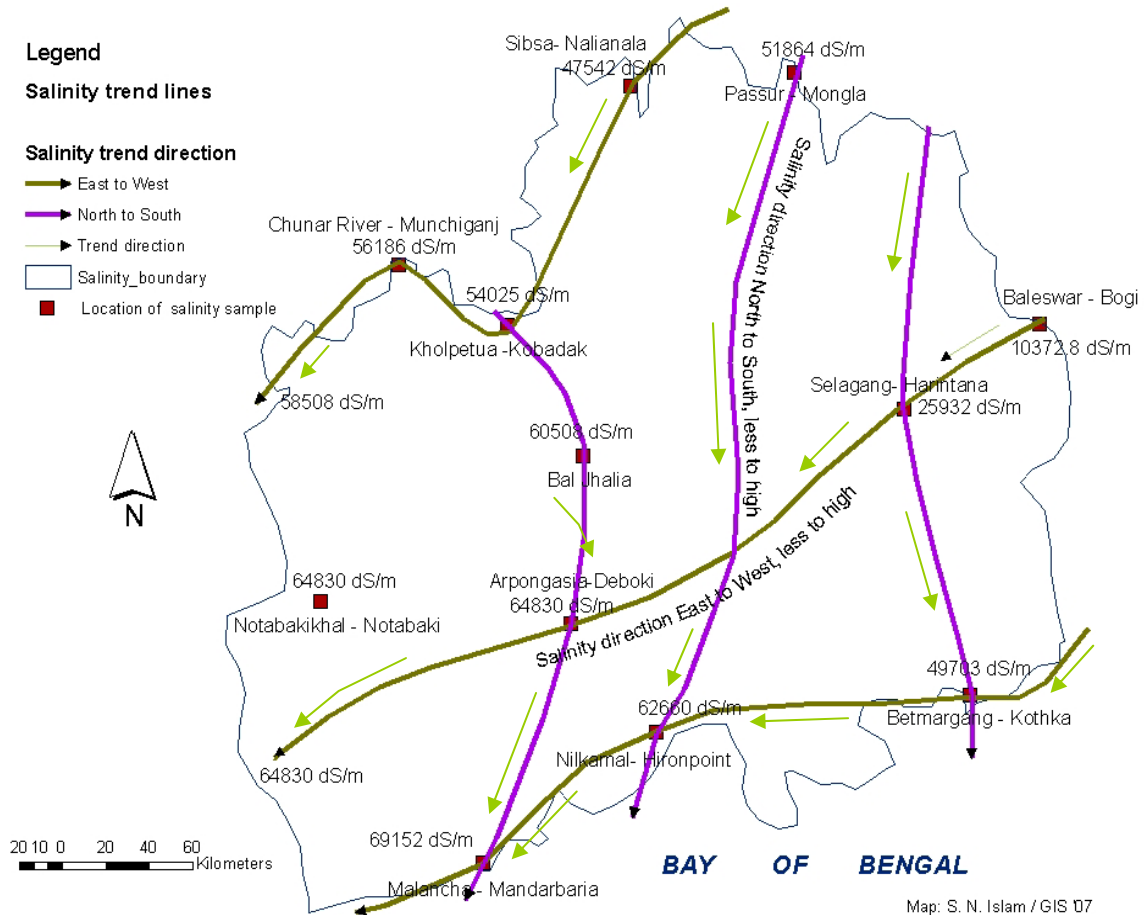 Legend
Salinity trend lines
Salinity trend direction
East to West
North to South
Trend direction
Salinity_boundary
Location of salinity sample
Sibsa- Nalianala
47542 dS/m
51864 dS/m
Passur - Mongla
Chunar River - Munchiganj
56186 dS/m
54025 dS/m
Kholpetua -Kobadak
58508 dS/m
Baleswar - Bogi
10372.8 dS/m
Selagang- Harintana
25932 dS/m
60508 dS/m
Bal Jhalia
Salinity direction North to South, less to high
N
64830 dS/m
Notabakikhal - Notabaki
Arpongasia-Deboki
64830 dS/m
Salinity direction East to West, less to high
64830 dS/m
49703 dS/m
Betmargang - Kothka
62660 dS/m
Nilkamal- Hironpoint
69152 dS/m
Malancha - Mandarbaria
20 10 0 20 40 60
Kilometers
BAY OF BENGAL
Map: S. N. Islam / GIS '07